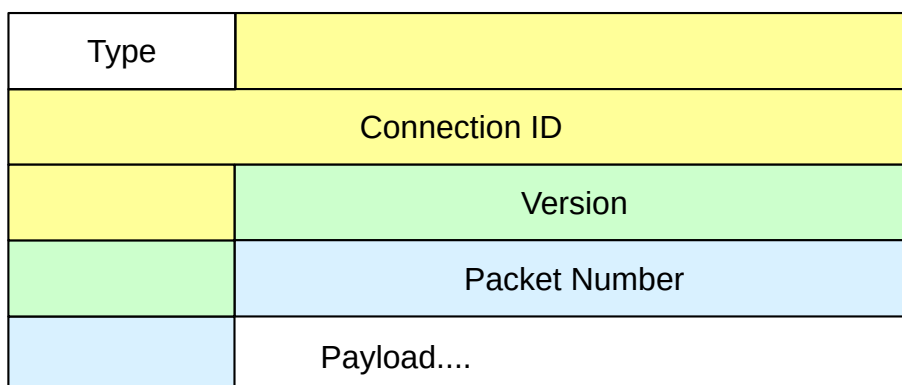 Type
Connection ID
Version
Packet Number
Payload....